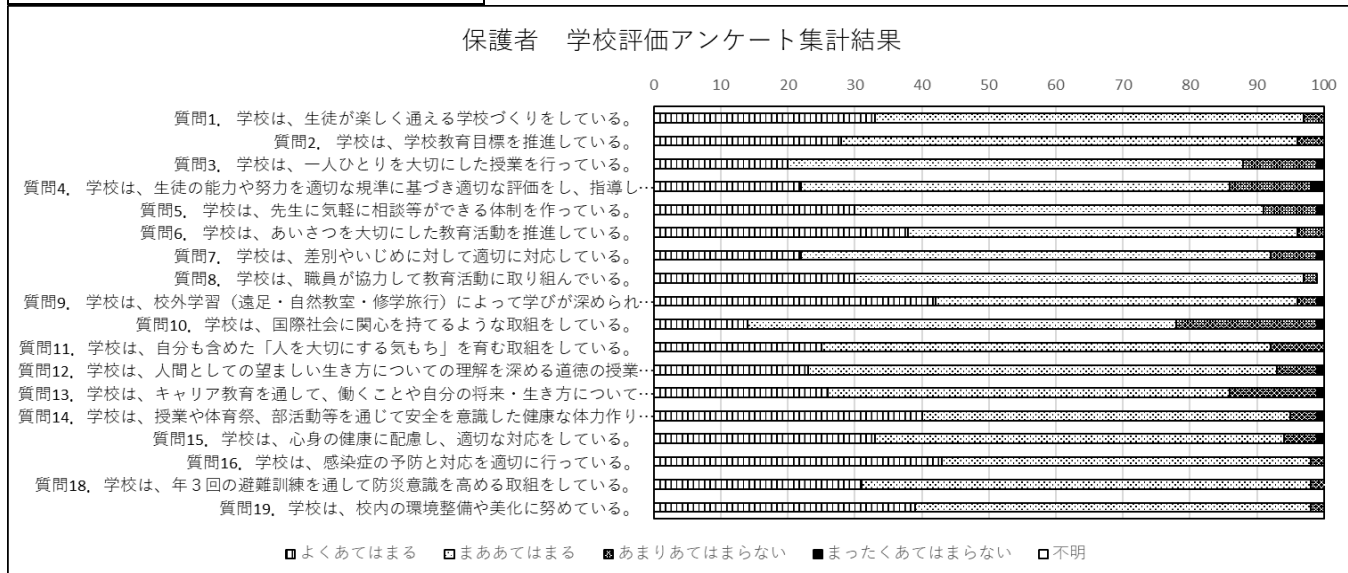 保護者　学校評価アンケート集計結果
0 10 20 30 40 50 60 70 80 90 100
質問1. 学校は、生徒が楽しく通える学校づくりをしている。
質問2. 学校は、学校教育目標を推進している。
質問3. 学校は、一人ひとりを大切にした授業を行っている。
質問4. 学校は、生徒の能力や努力を適切な規準に基づき適切な評価をし、指導し…
質問5. 学校は、先生に気軽に相談等ができる体制を作っている。
質問6. 学校は、あいさつを大切にした教育活動を推進している。
質問7. 学校は、差別やいじめに対して適切に対応している。
質問8. 学校は、職員が協力して教育活動に取り組んでいる。
質問9. 学校は、校外学習（遠足・自然教室・修学旅行）によって学びが深められ…
質問10. 学校は、国際社会に関心を持てるような取組をしている。
質問11. 学校は、自分も含めた「人を大切にする気もち」を育む取組をしている。
質問12. 学校は、人間としての望ましい生き方についての理解を深める道徳の授業…
質問13. 学校は、キャリア教育を通して、働くことや自分の将来・生き方について…
質問14. 学校は、授業や体育祭、部活動等を通じて安全を意識した健康な体力作り…
質問15. 学校は、心身の健康に配慮し、適切な対応をしている。
質問16. 学校は、感染症の予防と対応を適切に行っている。
質問18. 学校は、年３回の避難訓練を通して防災意識を高める取組をしている。
質問19. 学校は、校内の環境整備や美化に努めている。
よくあてはまる まああてはまる あまりあてはまらない まったくあてはまらない 不明